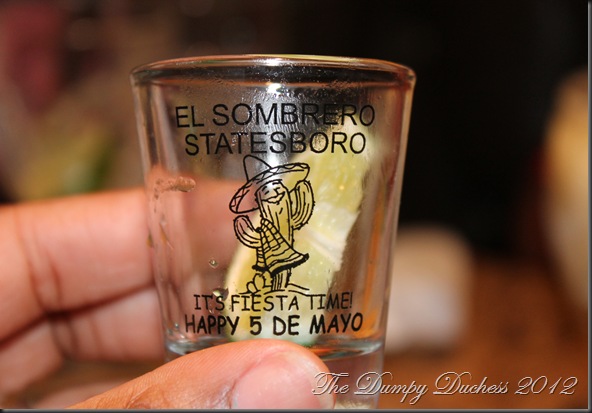 EL SOMBRERO
STATESBORO
IT'S FIESTA TIME!
HAPPY 5 DE MAYO
The Dumpy Duchess 2012